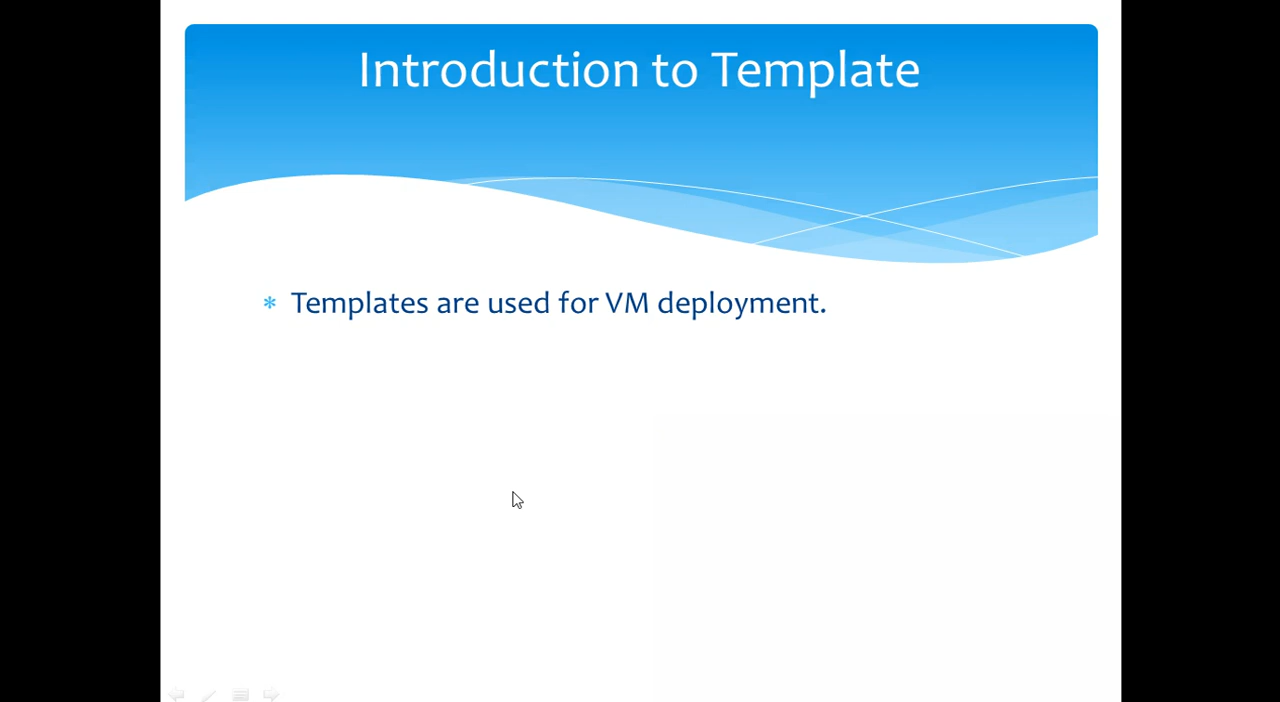 Introduction to Template
* Templates are used for VM deployment.